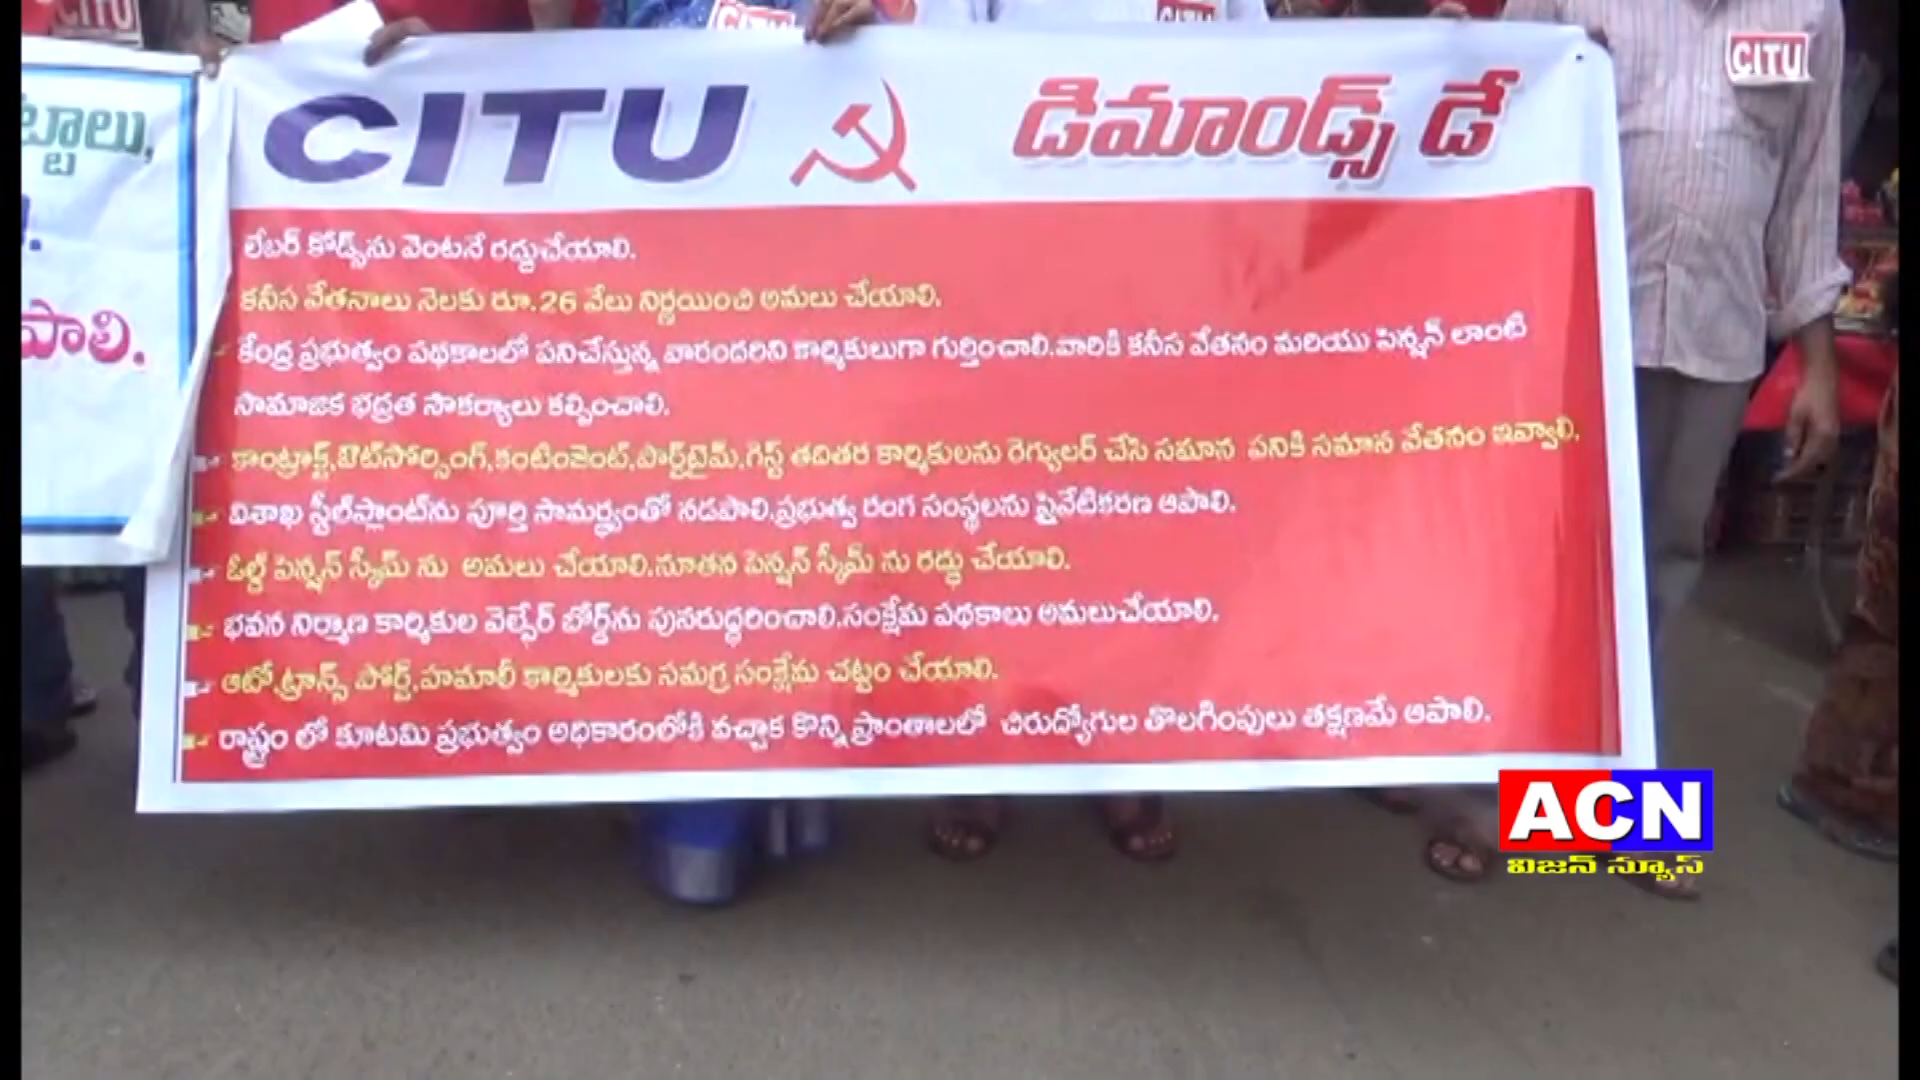 CITU
CITU
CITU
CITU
ట్టాలు,
పాలి.
CITU డిమాండ్స్ డే
లేబర్ కోడ్స్‌ను వెంటనే రద్దుచేయాలి.
కనీస వేతనాలు నెలకు రూ.26 వేలు నిర్ణయించి అమలు చేయాలి.
కేంద్ర ప్రభుత్వం పథకాలలో పనిచేస్తున్న వారందరిని కార్మికులుగా గుర్తించాలి.వారికి కనీస వేతనం మరియు పెన్షన్ లాంటి
సామాజిక భద్రత సౌకర్యాలు కల్పించాలి.
కాంట్రాక్ట్,ఔట్‌సోర్సింగ్,కంటింజెంట్,పార్ట్‌టైమ్,గెస్ట్ తదితర కార్మికులను రెగ్యులర్ చేసి సమాన పనికి సమాన వేతనం ఇవ్వాలి.
విశాఖ స్టీల్‌ప్లాంట్‌ను పూర్తి సామర్థ్యంతో నడపాలి.ప్రభుత్వ రంగ సంస్థలను ప్రైవేటికరణ ఆపాలి.
ఓల్డ్ పెన్షన్ స్కీమ్ ను అమలు చేయాలి.నూతన పెన్షన్ స్కీమ్ ను రద్దు చేయాలి.
భవన నిర్మాణ కార్మికుల వెల్ఫేర్ బోర్డ్‌ను పునరుద్ధరించాలి.సంక్షేమ పథకాలు అమలుచేయాలి.
ఆటో,ట్రాన్స్ పోర్ట్,హమాలీ కార్మికులకు సమగ్ర సంక్షేమ చట్టం చేయాలి.
రాష్ట్రం లో కూటమి ప్రభుత్వం అధికారంలోకి వచ్చాక కొన్ని ప్రాంతాలలో చిరుద్యోగుల తొలగింపులు తక్షణమే ఆపాలి.
ACN
విజన్ న్యూస్